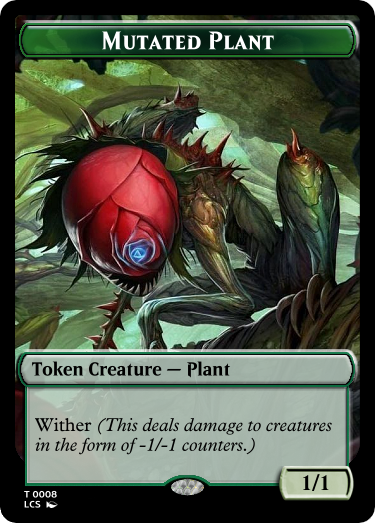 Mutated Plant
Token Creature — Plant
Wither (This deals damage to creatures
in the form of -1/-1 counters.)
1/1
T 0008
LCS